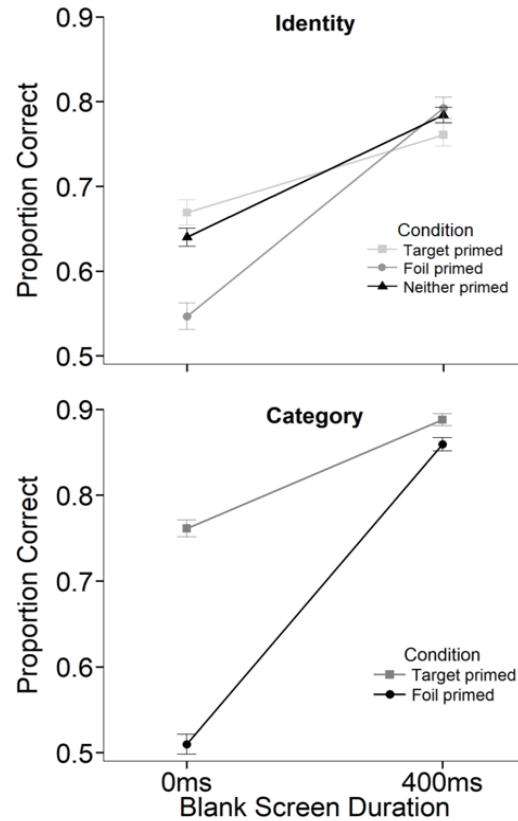 Identity
Proportion Correct
0.9
0.8
0.7
0.6
0.5
Condition
Target primed
Foil primed
Neither primed
Category
Proportion Correct
0.9
0.8
0.7
0.6
0.5
Condition
Target primed
Foil primed
0ms 400ms
Blank Screen Duration